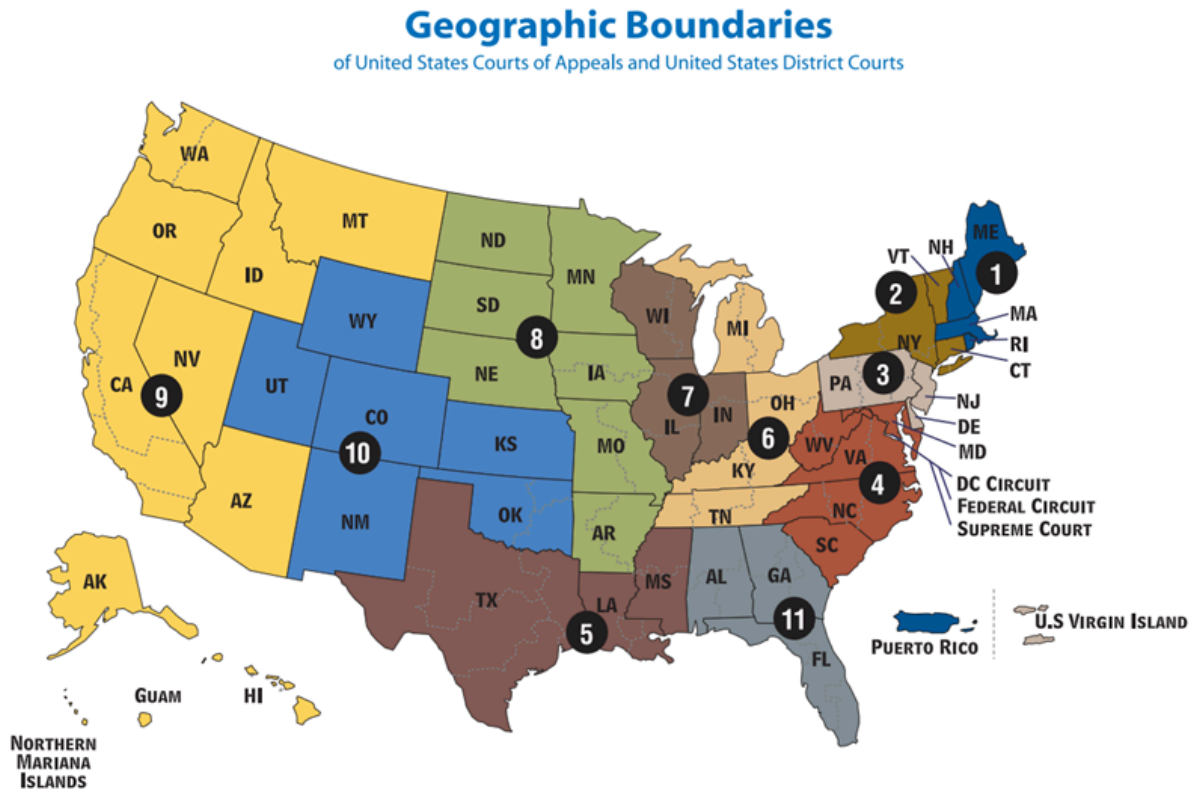 Geographic Boundaries
of United States Courts of Appeals and United States District Courts
WA
OR
ID
MT
CA
NV
9
AZ
AK
HI
GUAM
NORTHERN
MARIANA
ISLANDS
WY
UT
CO
10
KS
NM
OK
ND
SD
NE
MN
8
IA
MO
AR
TX
LA
5
MS
WI
7
IL
IN
MI
OH
6
KY
TN
AL
GA
11
FL
VT
NH
ME
1
2
NY
MA
RI
CT
PA
3
NJ
DE
MD
WV
VA
4
NC
SC
DC CIRCUIT
FEDERAL CIRCUIT
SUPREME COURT
PUERTO RICO
U.S VIRGIN ISLAND